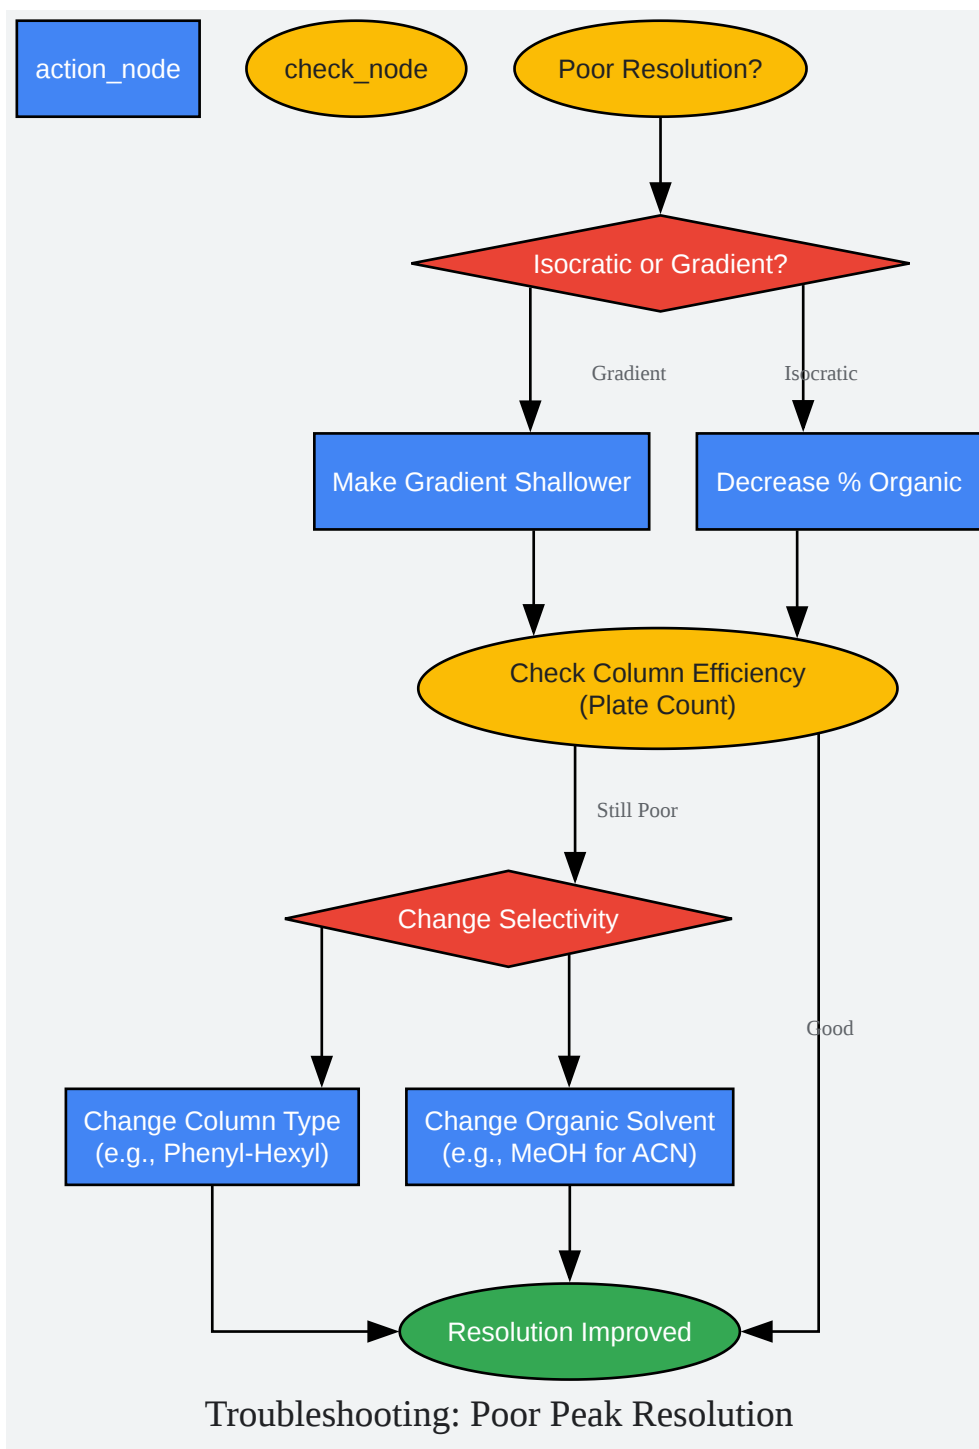 action_node
check_node
Poor Resolution?
Isocratic or Gradient?
Gradient
Isocratic
Make Gradient Shallower
Decrease % Organic
Check Column Efficiency
(Plate Count)
Still Poor
Change Selectivity
Good
Change Column Type
(e.g., Phenyl-Hexyl)
Change Organic Solvent
(e.g., MeOH for ACN)
Resolution Improved
Troubleshooting: Poor Peak Resolution